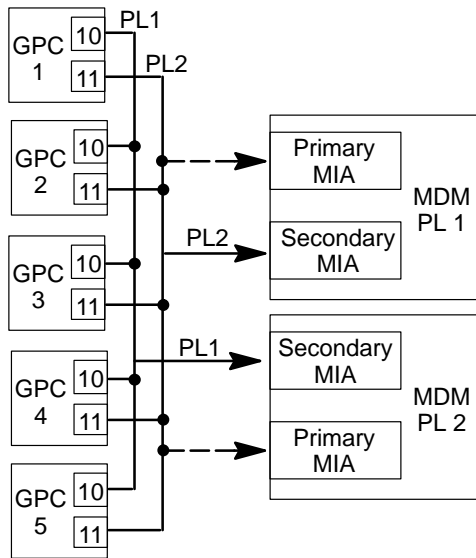 GPC
1
10
11
PL1
PL2
GPC
2
10
11
GPC
3
10
11
GPC
4
10
11
GPC
5
10
11
Primary
MIA
MDM
PL 1
PL2
Secondary
MIA
PL1
Secondary
MIA
MDM
PL 2
Primary
MIA